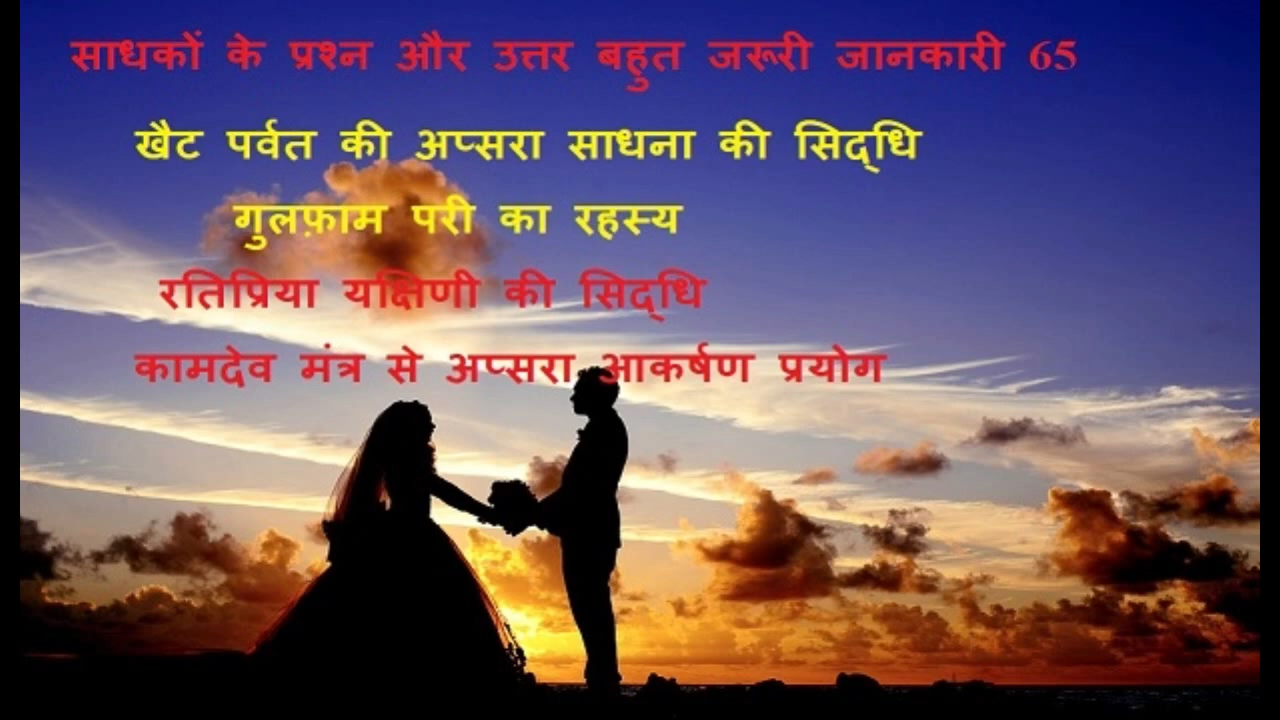 साधकों के प्रश्न और उत्तर बहुत जरूरी जानकारी 65
खैट पर्वत की अप्सरा साधना की सिद्धि
गुलफ़ाम परी का रहस्य
रतिप्रिया यक्षिणी की सिद्धि
कामदेव मंत्र से अप्सरा आकर्षण प्रयोग